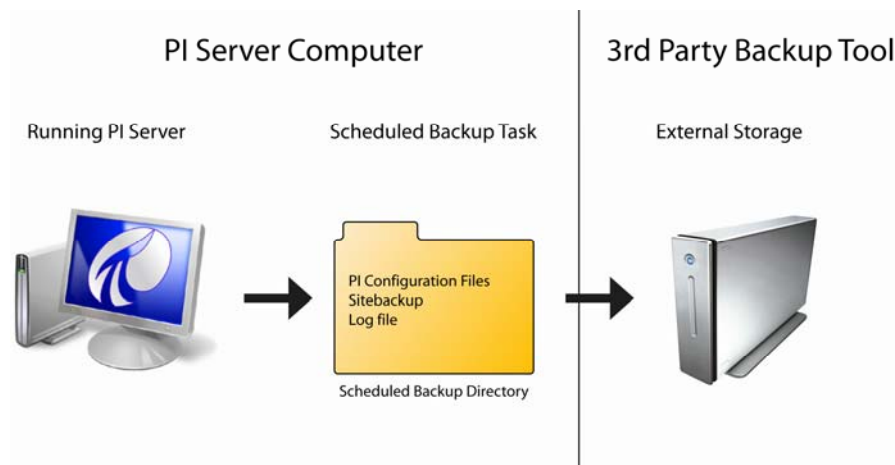 PI Server Computer
3rd Party Backup Tool
Running PI Server
Scheduled Backup Task
External Storage
PI Configuration Files
Sitebackup
Log file
Scheduled Backup Directory